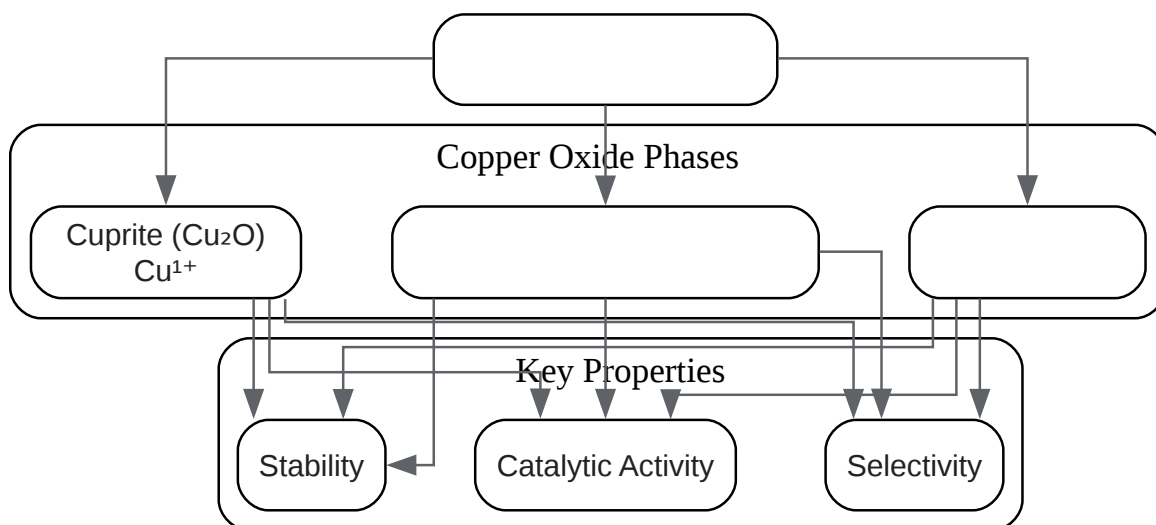 Copper Oxide Phases
Cuprite (Cu₂O)
Cu¹⁺
Key Properties
Stability
Catalytic Activity
Selectivity